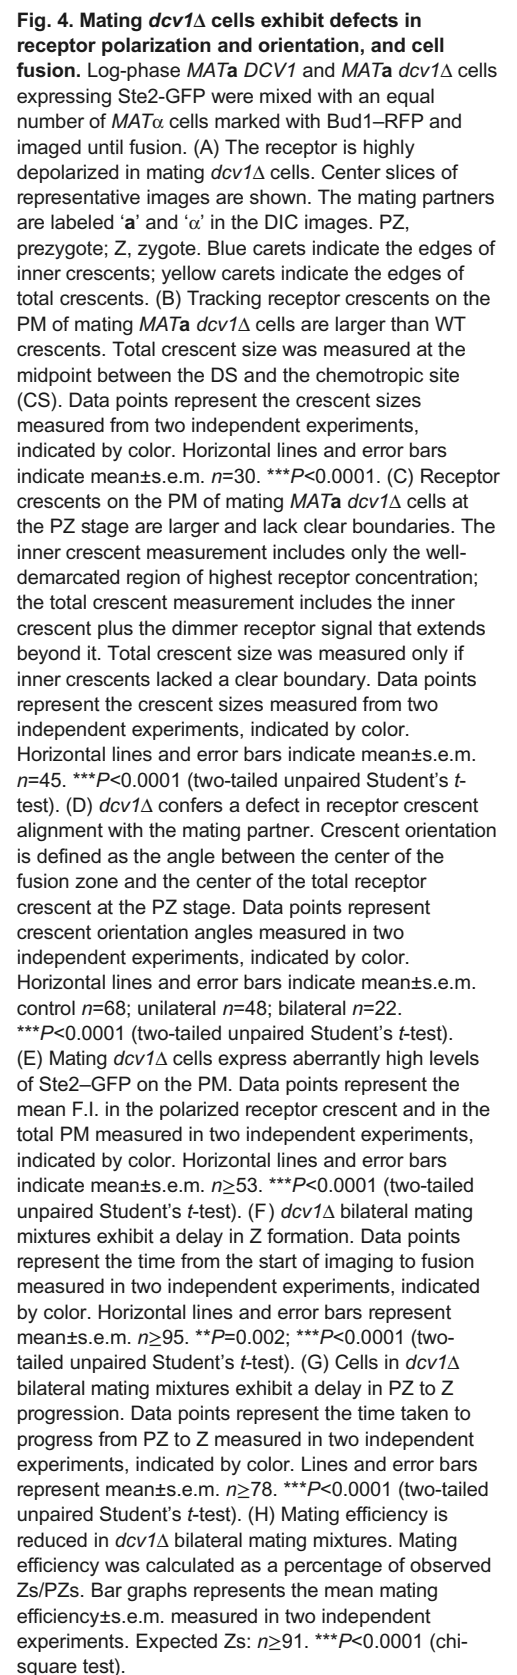 Fig. 4. Mating dcv1Δ cells exhibit defects in
receptor polarization and orientation, and cell
fusion. Log-phase MATa DCV1 and MATa dcv1Δ cells
expressing Ste2-GFP were mixed with an equal
number of MATα cells marked with Bud1–RFP and
imaged until fusion. (A) The receptor is highly
depolarized in mating dcv1Δ cells. Center slices of
representative images are shown. The mating partners
are labeled ‘a’ and ‘α’ in the DIC images. PZ,
prezygote; Z, zygote. Blue carets indicate the edges of
inner crescents; yellow carets indicate the edges of
total crescents. (B) Tracking receptor crescents on the
PM of mating MATa dcv1Δ cells are larger than WT
crescents. Total crescent size was measured at the
midpoint between the DS and the chemotropic site
(CS). Data points represent the crescent sizes
measured from two independent experiments,
indicated by color. Horizontal lines and error bars
indicate mean±s.e.m. n=30. ***P<0.0001. (C) Receptor
crescents on the PM of mating MATa dcv1Δ cells at
the PZ stage are larger and lack clear boundaries. The
inner crescent measurement includes only the well-
demarcated region of highest receptor concentration;
the total crescent measurement includes the inner
crescent plus the dimmer receptor signal that extends
beyond it. Total crescent size was measured only if
inner crescents lacked a clear boundary. Data points
represent the crescent sizes measured from two
independent experiments, indicated by color.
Horizontal lines and error bars indicate mean±s.e.m.
n=45. ***P<0.0001 (two-tailed unpaired Student’s t-
test). (D) dcv1Δ confers a defect in receptor crescent
alignment with the mating partner. Crescent orientation
is defined as the angle between the center of the
fusion zone and the center of the total receptor
crescent at the PZ stage. Data points represent
crescent orientation angles measured in two
independent experiments, indicated by color.
Horizontal lines and error bars indicate mean±s.e.m.
control n=68; unilateral n=48; bilateral n=22.
***P<0.0001 (two-tailed unpaired Student’s t-test).
(E) Mating dcv1Δ cells express aberrantly high levels
of Ste2–GFP on the PM. Data points represent the
mean F.I. in the polarized receptor crescent and in the
total PM measured in two independent experiments,
indicated by color. Horizontal lines and error bars
indicate mean±s.e.m. n≥53. ***P<0.0001 (two-tailed
unpaired Student’s t-test). (F) dcv1Δ bilateral mating
mixtures exhibit a delay in Z formation. Data points
represent the time from the start of imaging to fusion
measured in two independent experiments, indicated
by color. Horizontal lines and error bars represent
mean±s.e.m. n≥95. **P=0.002; ***P<0.0001 (two-
tailed unpaired Student’s t-test). (G) Cells in dcv1Δ
bilateral mating mixtures exhibit a delay in PZ to Z
progression. Data points represent the time taken to
progress from PZ to Z measured in two independent
experiments, indicated by color. Lines and error bars
represent mean±s.e.m. n≥78. ***P<0.0001 (two-tailed
unpaired Student’s t-test). (H) Mating efficiency is
reduced in dcv1Δ bilateral mating mixtures. Mating
efficiency was calculated as a percentage of observed
Zs/PZs. Bar graphs represents the mean mating
efficiency±s.e.m. measured in two independent
experiments. Expected Zs: n≥91. ***P<0.0001 (chi-
square test).